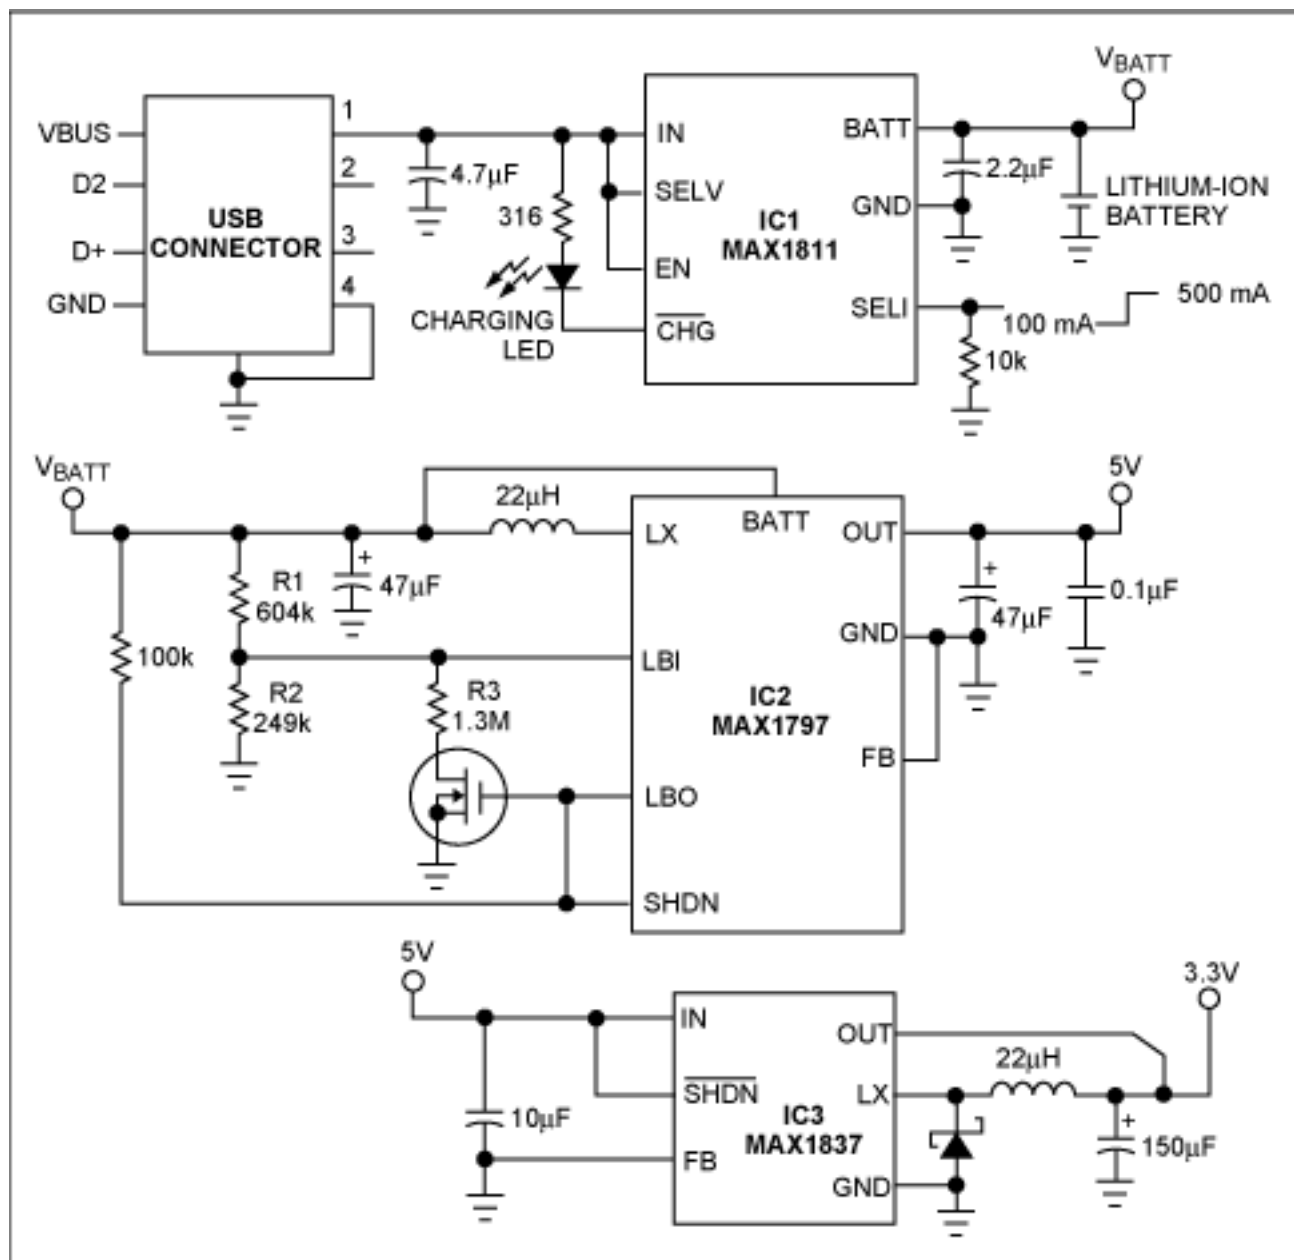 VBUS
D2
D+
GND
USB
CONNECTOR
1
2
3
4
4.7µF
316
CHARGING
LED
IN
SELV
EN
CHG
IC1
MAX1811
BATT
GND
SELI
2.2µF
VBATT
LITHIUM-ION
BATTERY
100 mA
500 mA
10k
VBATT
22µH
R1
604k
47µF
100k
R2
249k
R3
1.3M
LX
BATT
LBI
LBO
SHDN
IC2
MAX1797
OUT
GND
FB
5V
47µF
0.1µF
5V
10µF
IN
SHDN
FB
IC3
MAX1837
OUT
LX
GND
22µH
3.3V
150µF